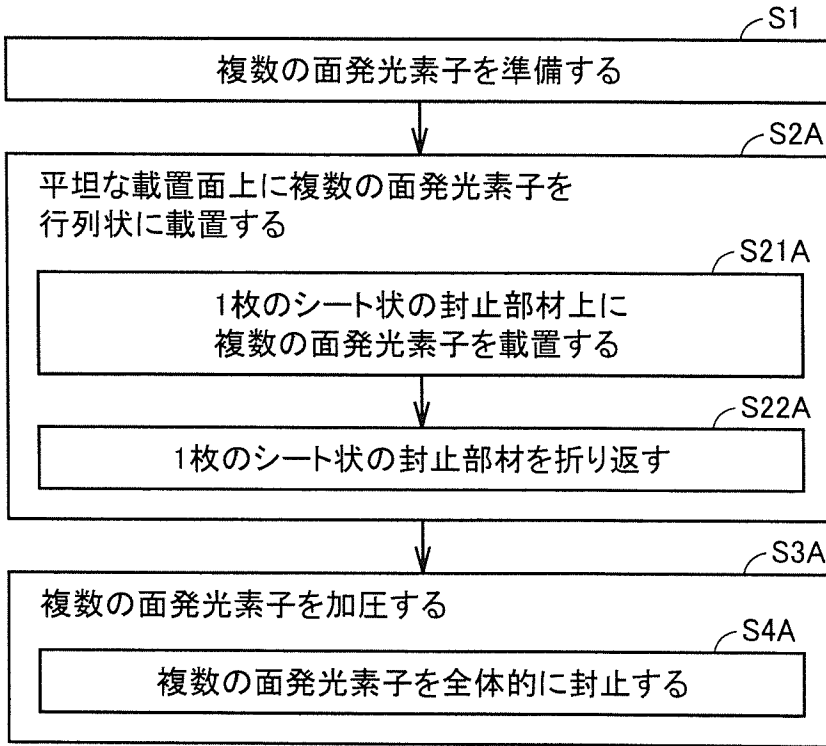 S1
複数の面発光素子を準備する
S2A
平坦な載置面上に複数の面発光素子を
行列状に載置する
S21A
1枚のシート状の封止部材上に
複数の面発光素子を載置する
S22A
1枚のシート状の封止部材を折り返す
S3A
複数の面発光素子を加圧する
S4A
複数の面発光素子を全体的に封止する